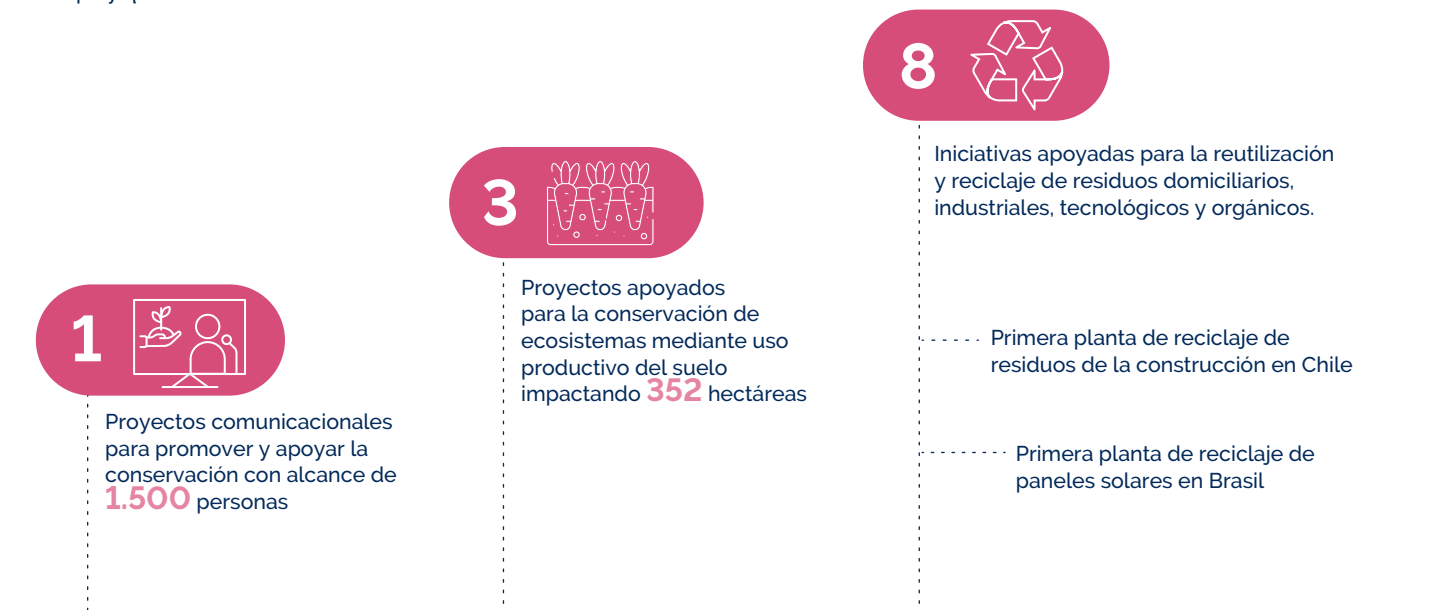 1
Proyectos comunicacionales
para promover y apoyar la
conservación con alcance de
1.500 personas
3
Proyectos apoyados
para la conservación de
ecosistemas mediante uso
productivo del suelo
impactando 352 hectáreas
8
Iniciativas apoyadas para la reutilización
y reciclaje de residuos domiciliarios,
industriales, tecnológicos y orgánicos.
Primera planta de reciclaje de
residuos de la construcción en Chile
Primera planta de reciclaje de
paneles solares en Brasil